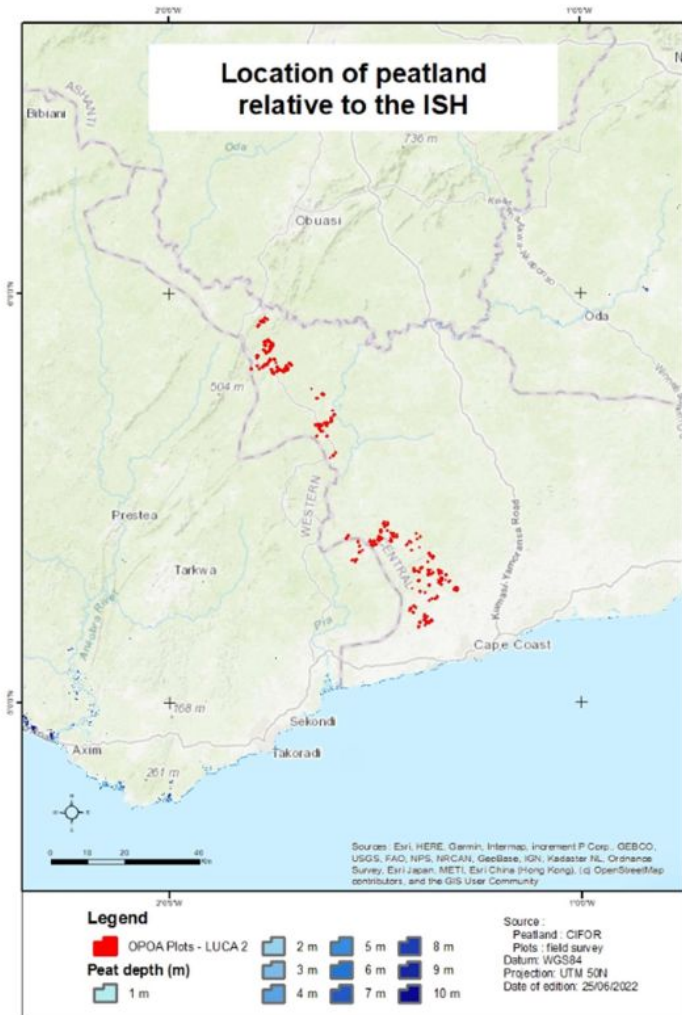 2°0'0"W
1°0'0"W
Location of peatland
relative to the ISH
ASHANTI
Bibiani
Oda
736 m
Obuasi
Oda
504 m
WESTERN
Prestea
CENTRAL
Tarkwa
Kumasi-Yamoransa Road
Ankobra River
Pra
Cape Coast
168 m
Sekondi
Axim
Takoradi
261 m
0 10 20 40
Km
Sources: Esri, HERE, Garmin, Intermap, increment P Corp., GEBCO,
USGS, FAO, NPS, NRCAN, GeoBase, IGN, Kadaster NL, Ordnance
Survey, Esri Japan, METI, Esri China (Hong Kong), (c) OpenStreetMap
contributors, and the GIS User Community
1°0'0"W
Legend
OPOA Plots - LUCA 2
Peat depth (m)
1 m
2 m
3 m
4 m
5 m
6 m
7 m
8 m
9 m
10 m
Source :
Peatland : CIFOR
Plots : field survey
Datum: WGS84
Projection: UTM 50N
Date of edition: 25/06/2022